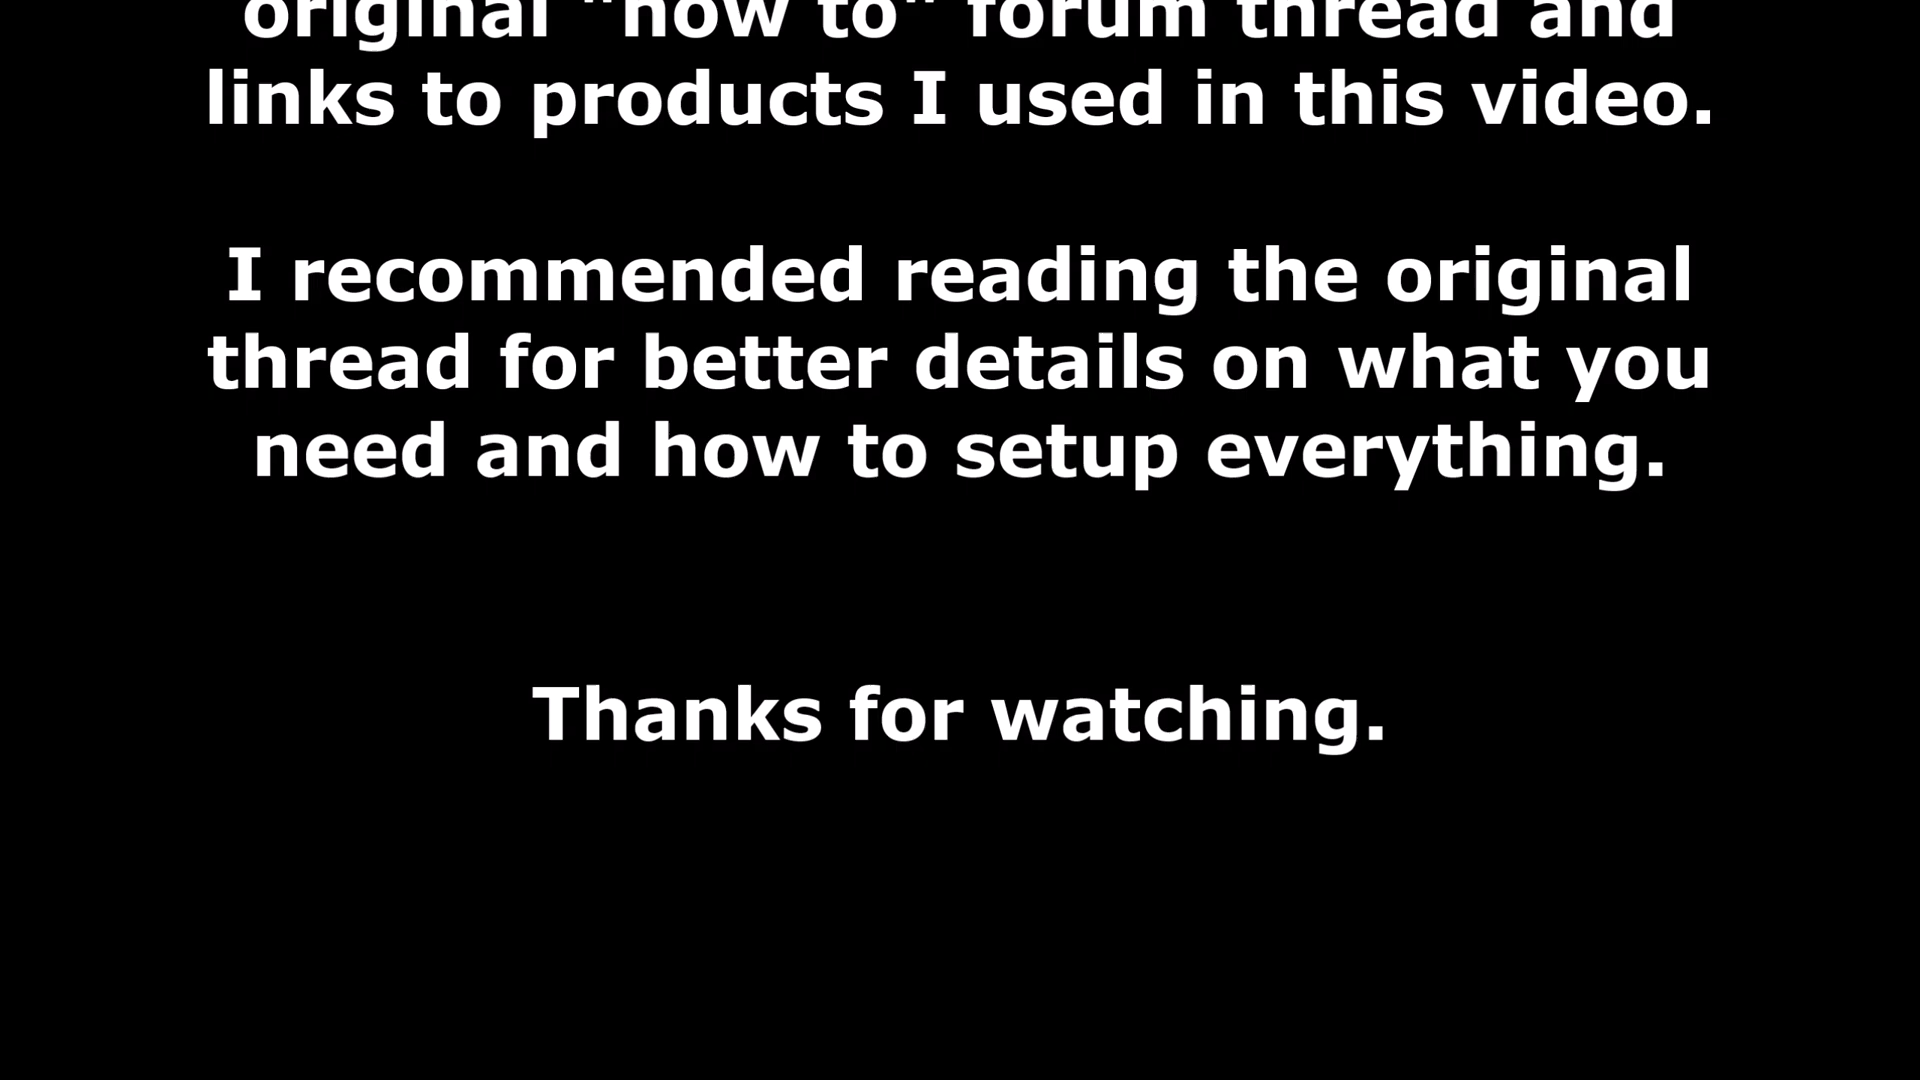 original "how to" forum thread and
links to products I used in this video.
I recommended reading the original
thread for better details on what you
need and how to setup everything.
Thanks for watching.